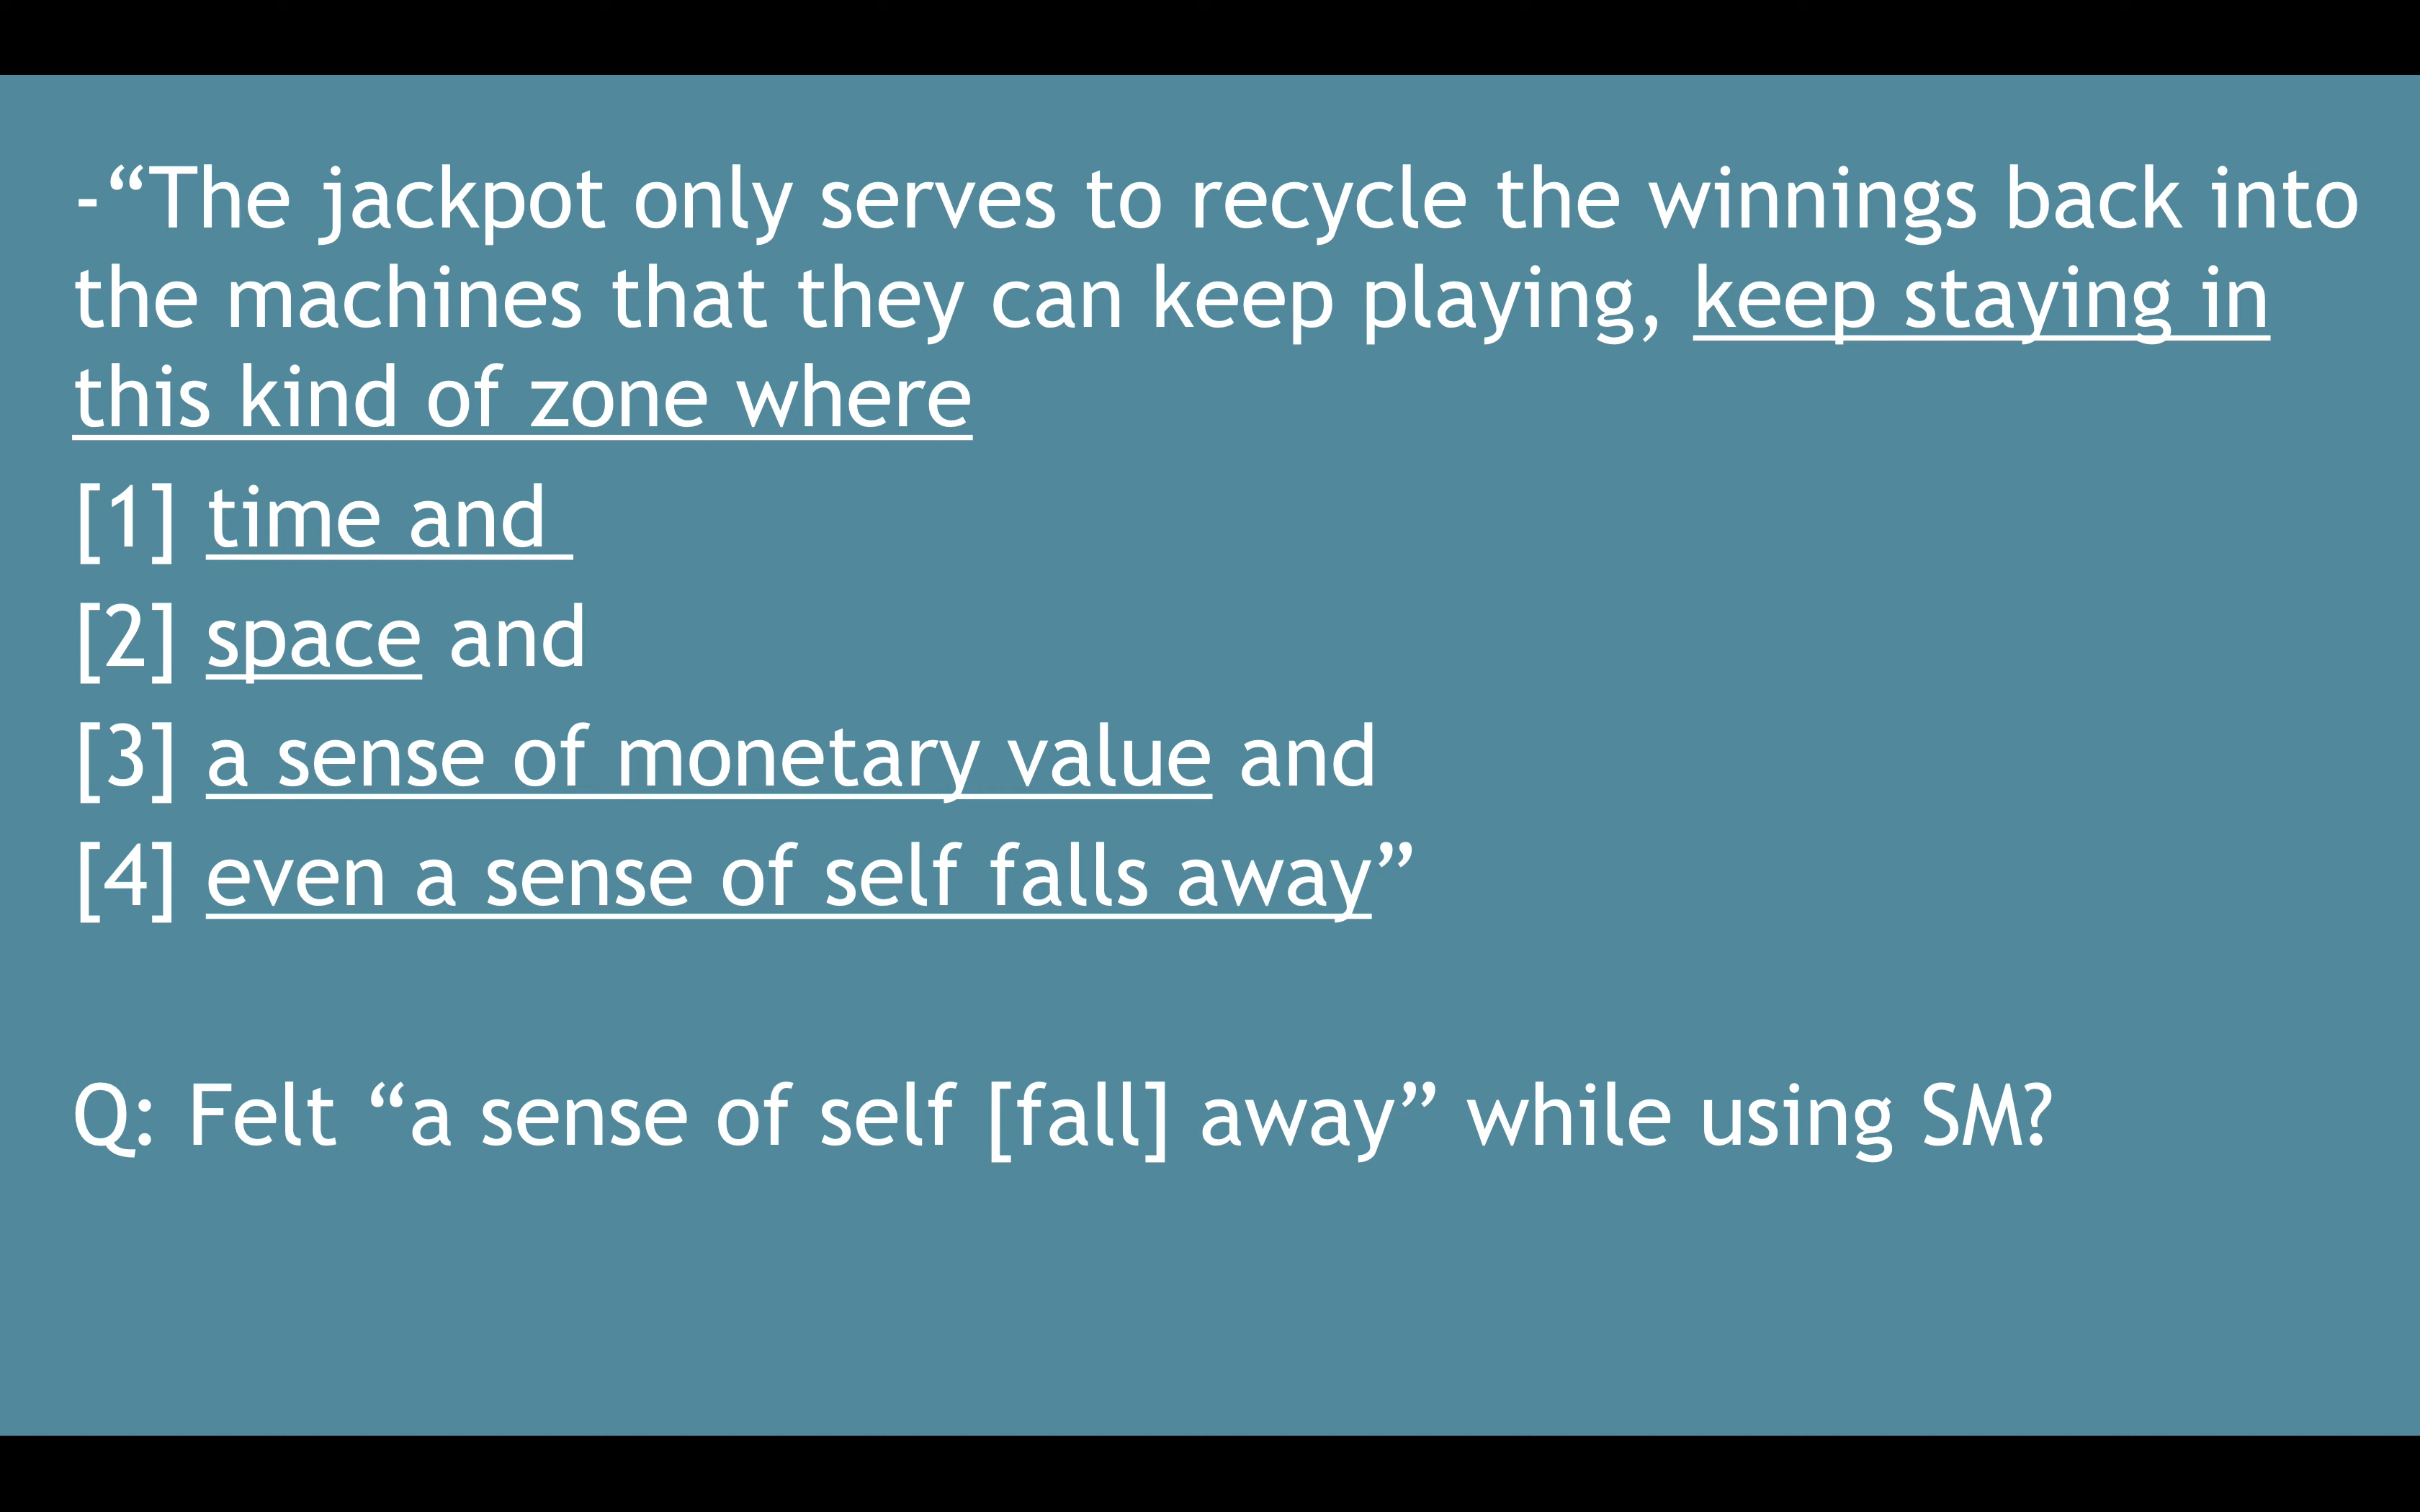 -“The jackpot only serves to recycle the winnings back into
the machines that they can keep playing, keep staying in
this kind of zone where
[1] time and
[2] space and
[3] a sense of monetary value and
[4] even a sense of self falls away”
Q: Felt “a sense of self [fall] away” while using SM?